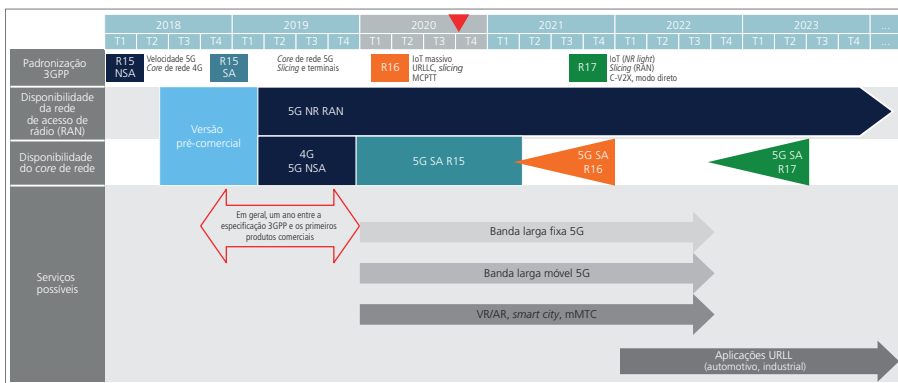 2018 2019 2020 2021 2022 2023 ...
T1 T2 T3 T4 T1 T2 T3 T4 T1 T2 T3 T4 T1 T2 T3 T4 T1 T2 T3 T4 T1 T2 T3 T4 ...
Padronização
3GPP
R15
NSA
Velocidade 5G
Core de rede 4G
R15
SA
Core de rede 5G
Slicing e terminais
R16
IoT massivo
URLLC, slicing
MCPTT
R17
IoT (NR light)
Slicing (RAN)
C-V2X, modo direto
Disponibilidade
da rede
de acesso de
rádio (RAN)
Versão
pré-comercial
5G NR RAN
Disponibilidade
do core de rede
4G
5G NSA
5G SA R15
5G SA
R16
5G SA
R17
Serviços
possíveis
Em geral, um ano entre a
especificação 3GPP e os primeiros
produtos comerciais
Banda larga fixa 5G
Banda larga móvel 5G
VR/AR, smart city, mMTC
Aplicações URLL
(automotivo, industrial)